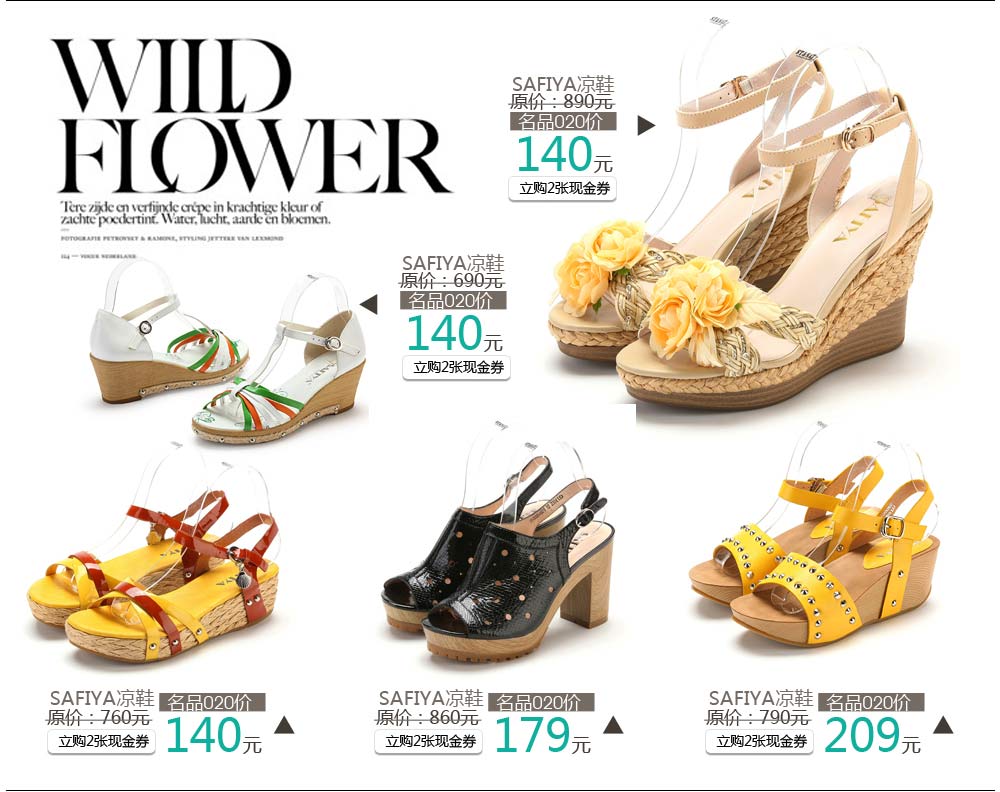 WILD
FLOWER
Tere zijde en verfijnde crêpe in krachtige kleur of
zachte poedertint. Water, lucht, aarde en bloemen.
FOTOGRAFIE PETROVSKY & RAMONE, STYLING JETTEKE VAN LEXMOND
124 — VOGUE NEDERLAND
SAFIYA凉鞋
原价：890元
名品020价
140元
立购2张现金券
SAFIYA凉鞋
原价：690元
名品020价
140元
立购2张现金券
SAFIYA
SAFIYA凉鞋
原价：760元
立购2张现金券
名品020价
140元
SAFIYA凉鞋
原价：860元
立购2张现金券
名品020价
179元
SAFIYA凉鞋
原价：790元
立购2张现金券
名品020价
209元